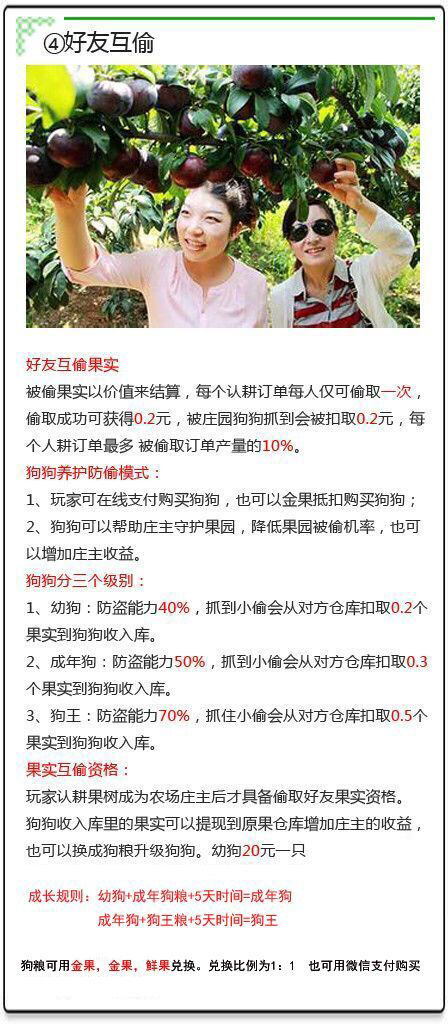 ④好友互偷
好友互偷果实
被偷果实以价值来结算，每个认耕订单每人仅可偷取一次，
偷取成功可获得0.2元，被庄园狗狗抓到会被扣取0.2元，每
个人耕订单最多 被偷取订单产量的10%。
狗狗养护防偷模式：
1、玩家可在线支付购买狗狗，也可以金果抵扣购买狗狗；
2、狗狗可以帮助庄主守护果园，降低果园被偷机率，也可
以增加庄主收益。
狗狗分三个级别：
1、幼狗：防盗能力40%，抓到小偷会从对方仓库扣取0.2个
果实到狗狗收入库。
2、成年狗：防盗能力50%，抓到小偷会从对方仓库扣取0.3
个果实到狗狗收入库。
3、狗王：防盗能力70%，抓住小偷会从对方仓库扣取0.5个
果实到狗狗收入库。
果实互偷资格：
玩家认耕果树成为农场庄主后才具备偷取好友果实资格。
狗狗收入库里的果实可以提现到原果仓库增加庄主的收益，
也可以换成狗粮升级狗狗。幼狗20元一只
成长规则：幼狗+成年狗粮+5天时间=成年狗
成年狗+狗王粮+5天时间=狗王
狗粮可用金果，金果，鲜果兑换。兑换比例为1：1 也可用微信支付购买